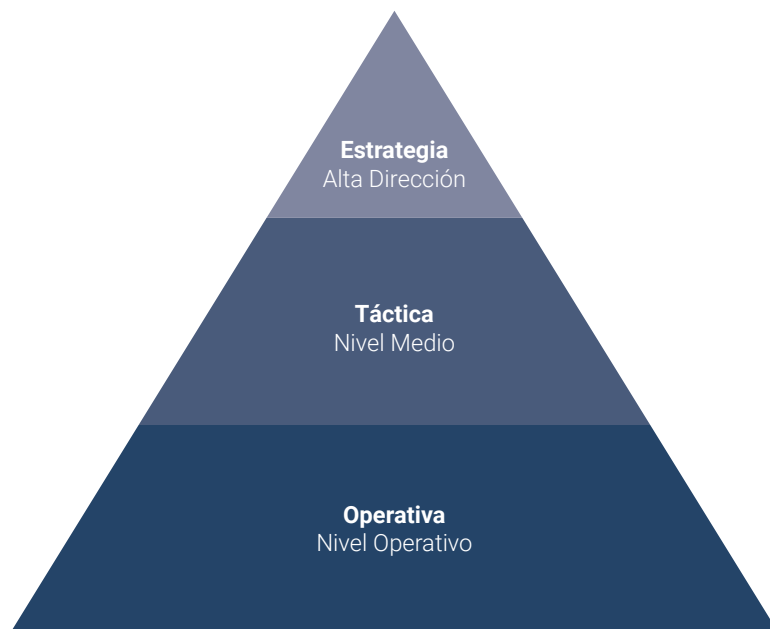 Estrategia
Alta Dirección
Táctica
Nivel Medio
Operativa
Nivel Operativo